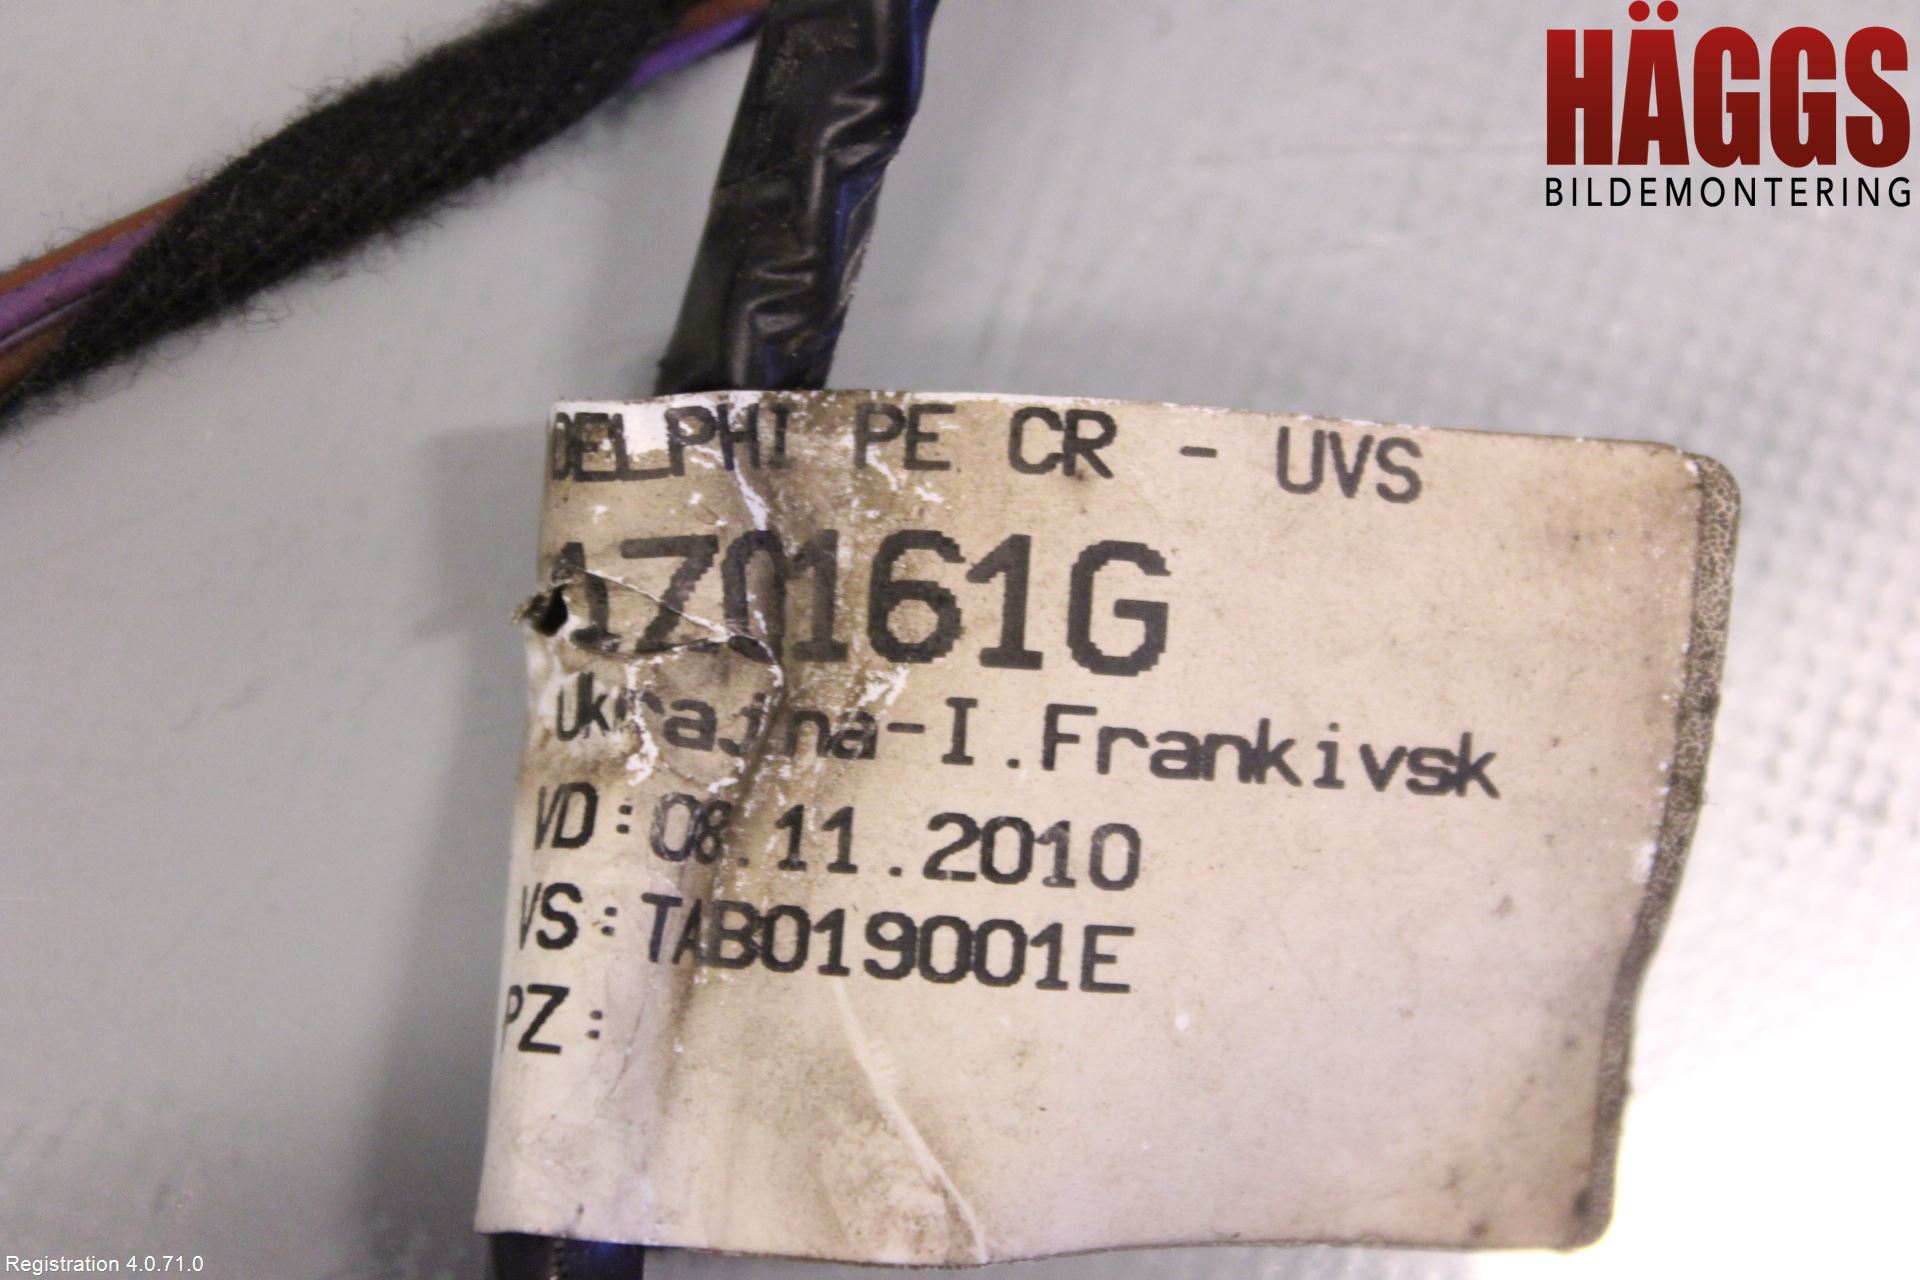 HÄGGS
BILDEMONTERING
DELPHI PE CR - UVS
1Z0161G
Ukrajna-I.Frankivsk
VD: 08.11.2010
VS: TAB019001E
PZ:
Registration 4.0.71.0